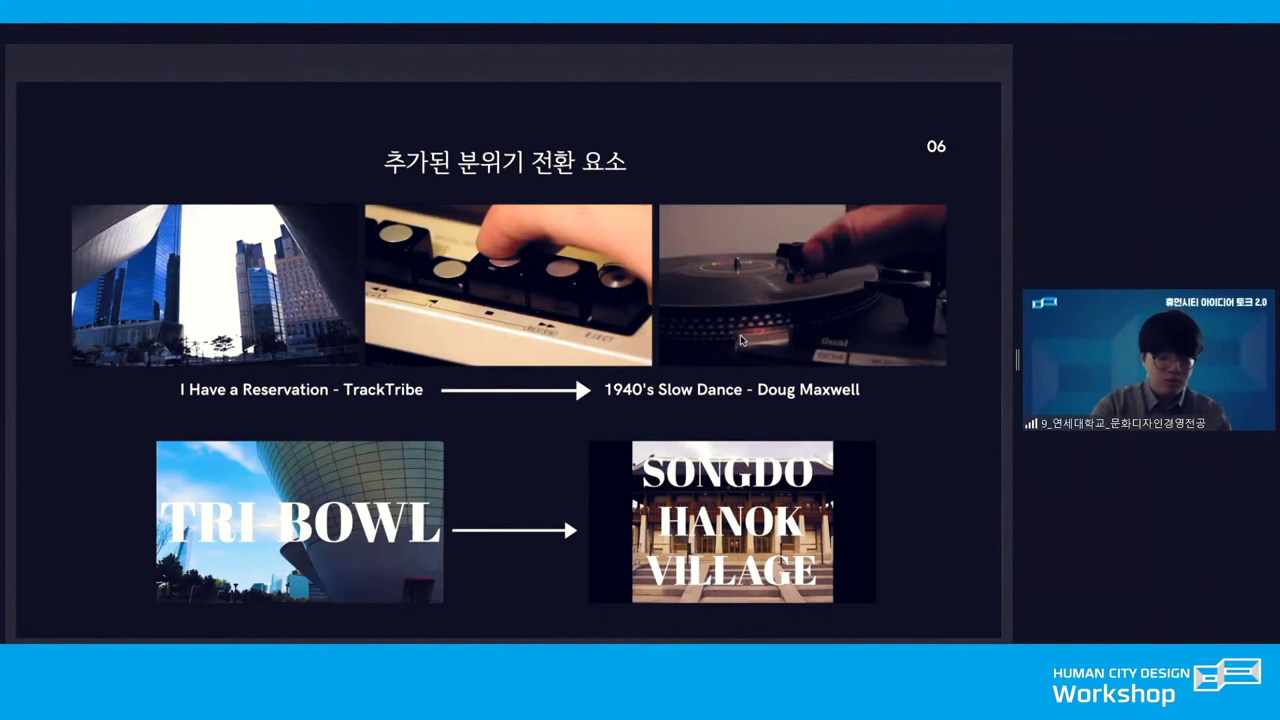 추가된 분위기 전환 요소
06
I Have a Reservation - TrackTribe
1940's Slow Dance - Doug Maxwell
TRI-BOWL
SONGDO
HANOK
VILLAGE
휴먼시티 아이디어 토크 2.0
9_연세대학교_문화디자인경영전공
HUMAN CITY DESIGN
Workshop